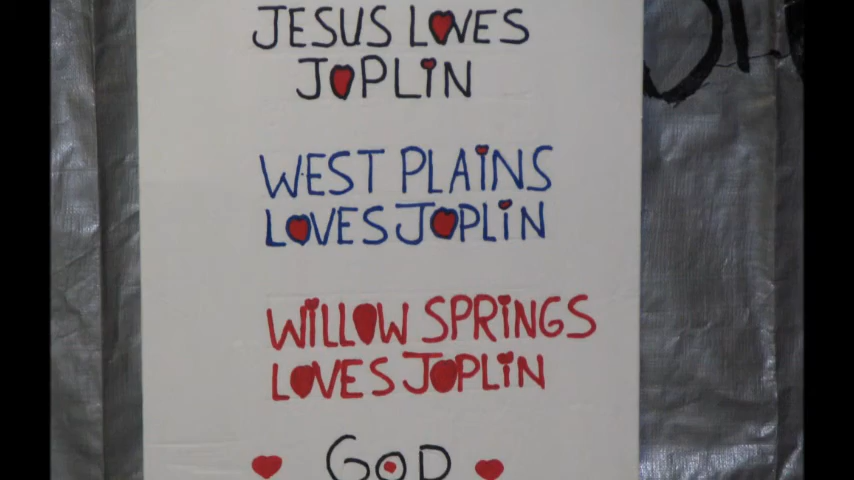 JESUS LOVES
JOPLIN
WEST PLAINS
LOVES JOPLIN
WILLOW SPRINGS
LOVES JOPLIN
GOD